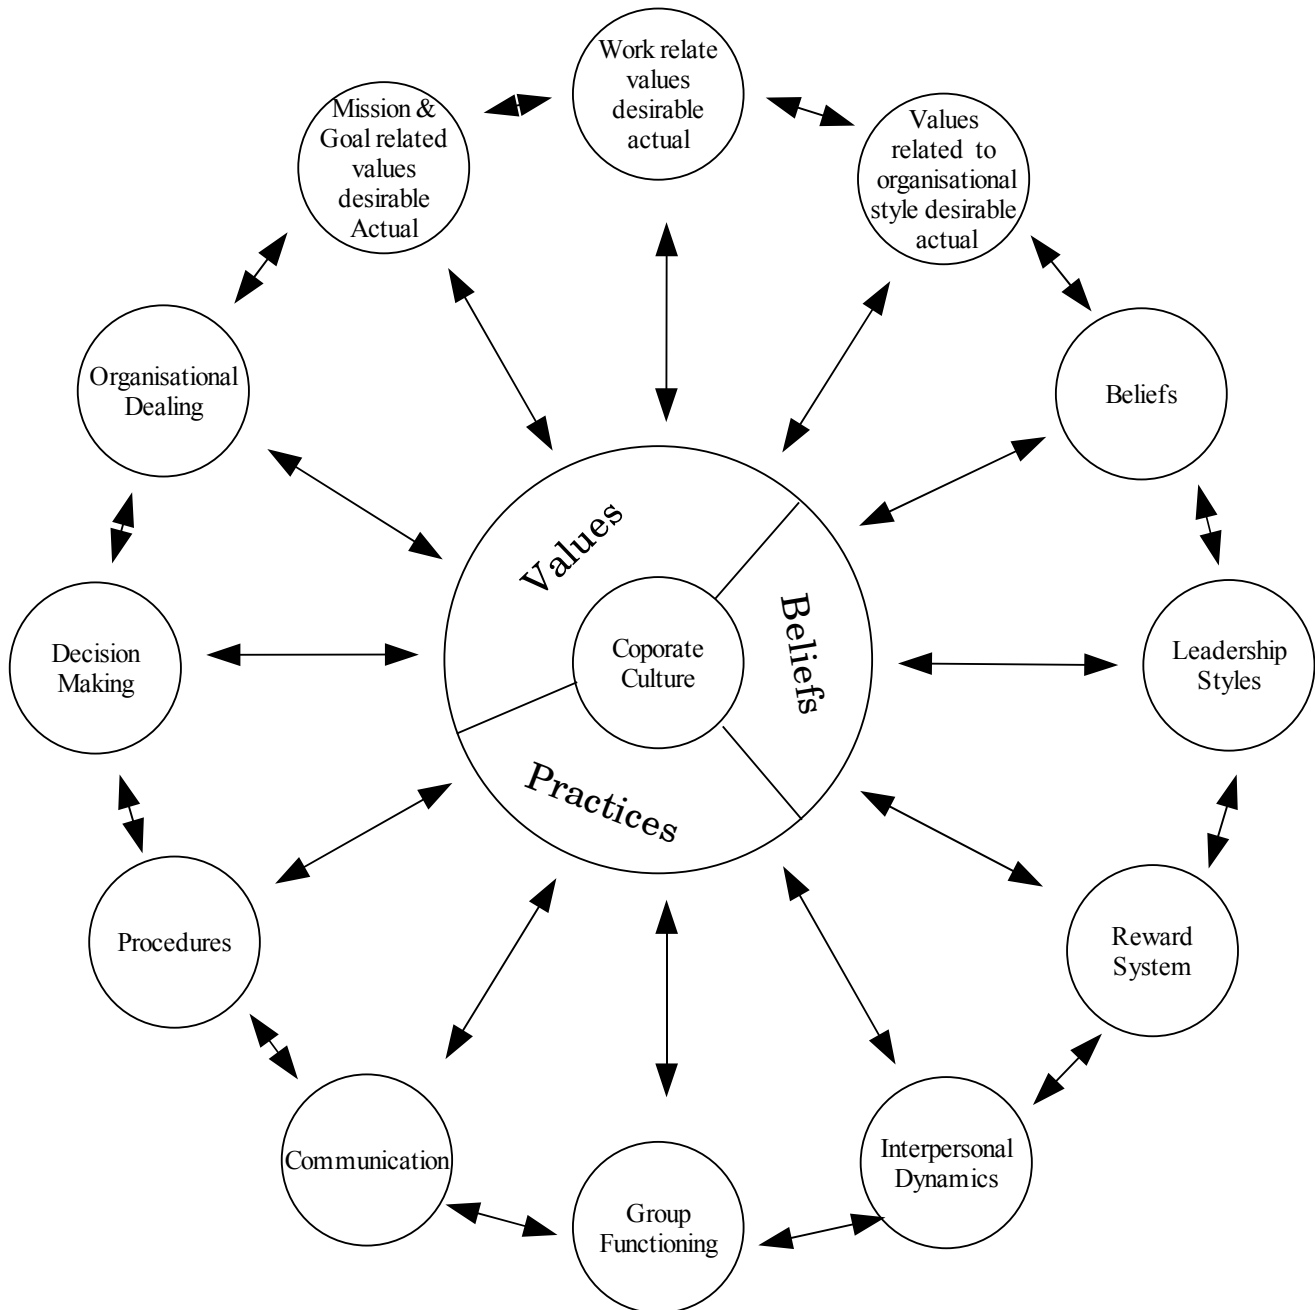 Work relate
values
desirable
actual
Mission &
Goal related
values
desirable
Actual
Values
related to
organisational
style desirable
actual
Organisational
Dealing
Beliefs
Values
Beliefs
Practices
Coporate
Culture
Decision
Making
Leadership
Styles
Procedures
Reward
System
Communication
Group
Functioning
Interpersonal
Dynamics